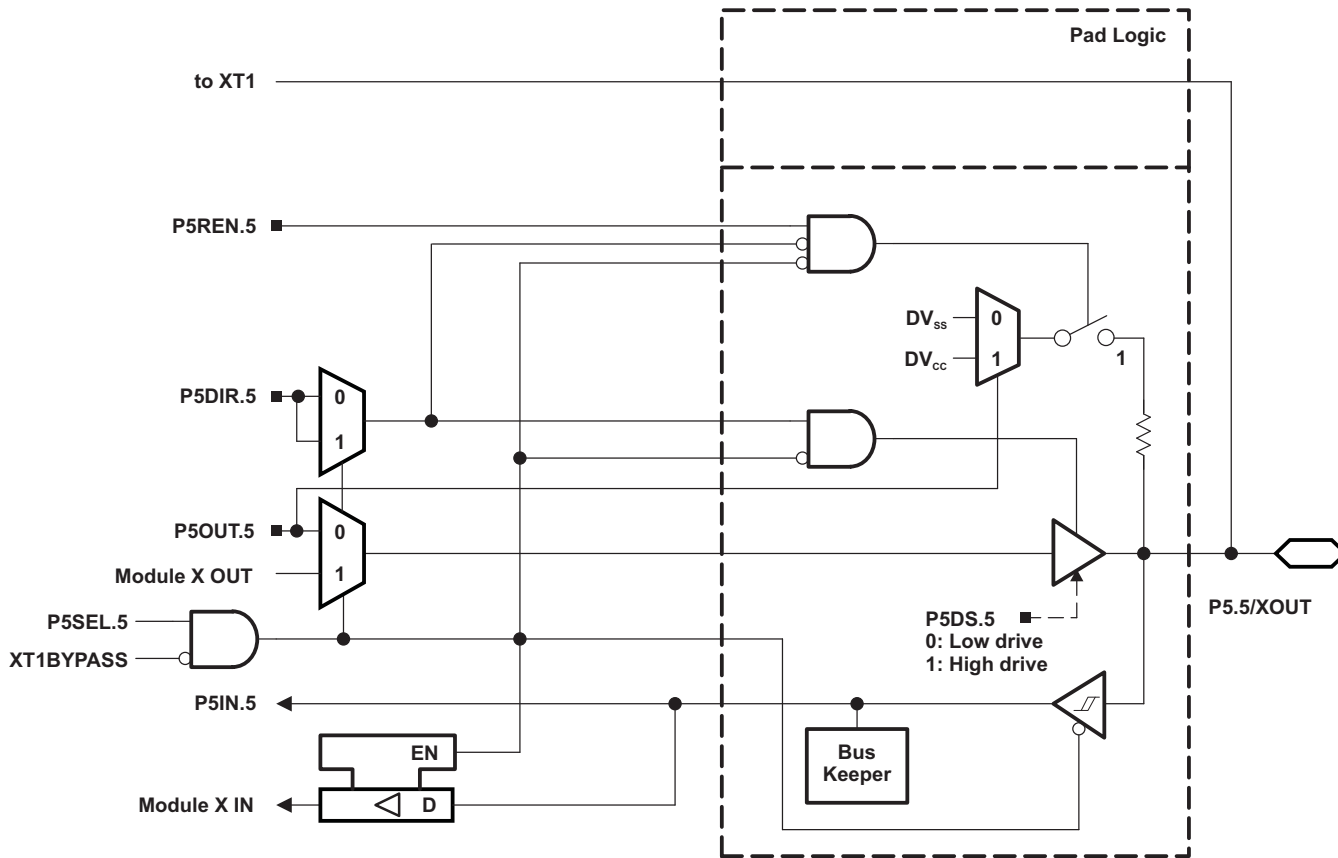 Pad Logic
to XT1
P5REN.5
DVss
0
DVcc
1
1
P5DIR.5
0
1
P5OUT.5
0
Module X OUT
1
P5SEL.5
XT1BYPASS
P5DS.5
0: Low drive
1: High drive
P5.5/XOUT
P5IN.5
Bus
Keeper
EN
D
Module X IN